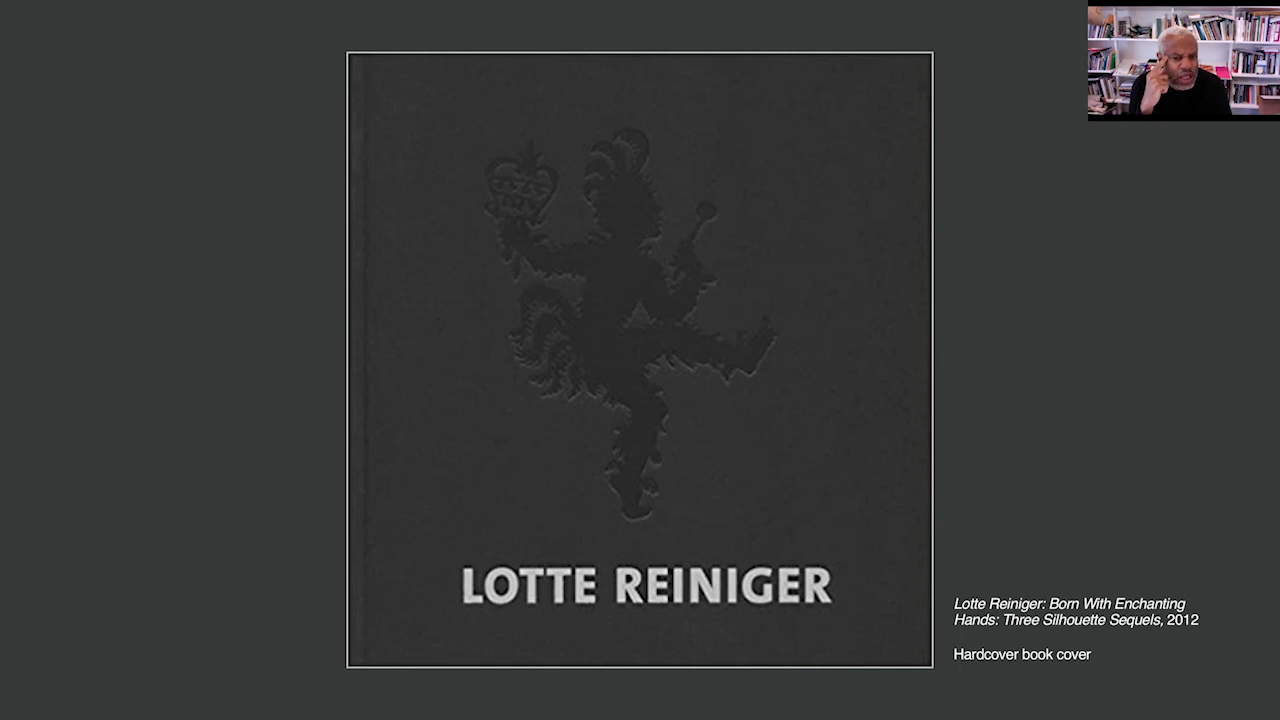 LOTTE REINIGER
Lotte Reiniger: Born With Enchanting
Hands: Three Silhouette Sequels, 2012
Hardcover book cover